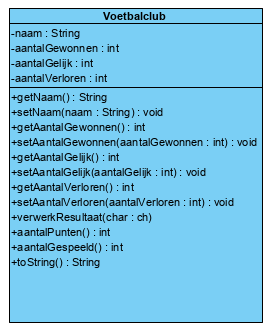 Voetbalclub
-naam : String
-aantalGewonnen : int
-aantalGelijk : int
-aantalVerloren : int
+getNaam() : String
+setNaam(naam : String) : void
+getAantalGewonnen() : int
+setAantalGewonnen(aantalGewonnen : int) : void
+getAantalGelijk() : int
+setAantalGelijk(aantalGelijk : int) : void
+getAantalVerloren() : int
+setAantalVerloren(aantalVerloren : int) : void
+verwerkResultaat(char : ch)
+aantalPunten() : int
+aantalGespeeld() : int
+toString() : String